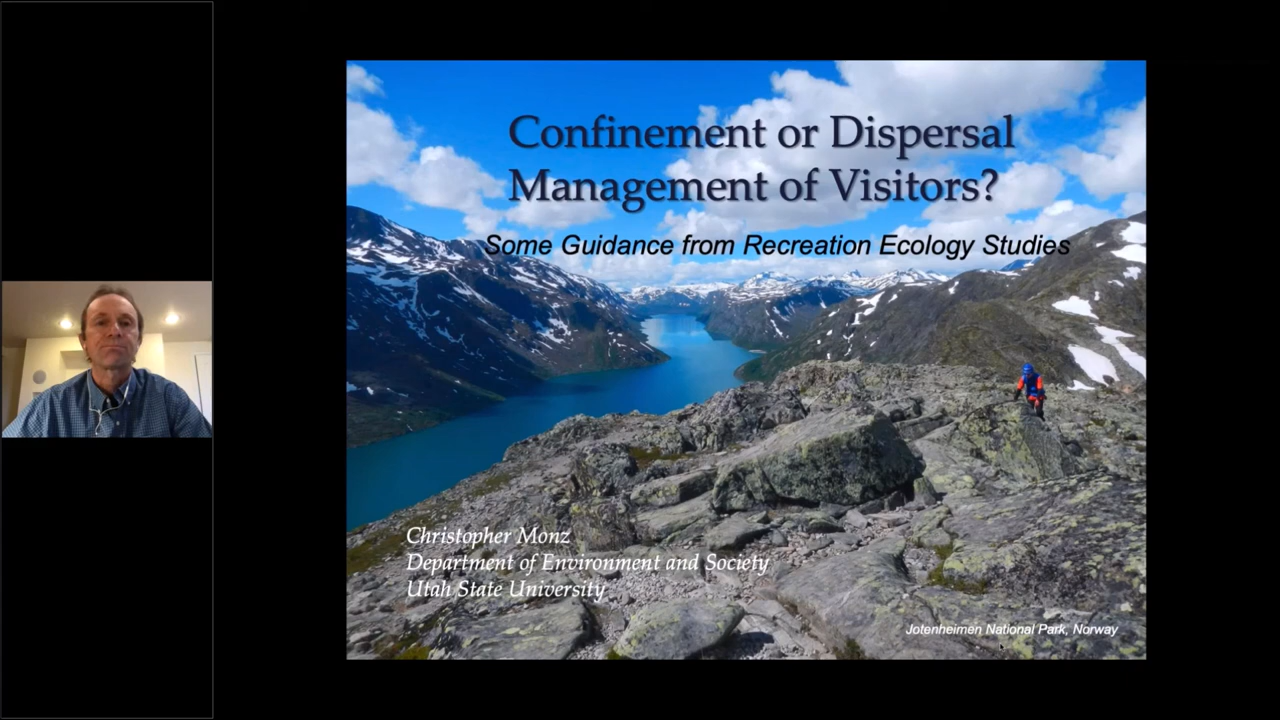 Confinement or Dispersal
Management of Visitors?
Some Guidance from Recreation Ecology Studies
Christopher Monz
Department of Environment and Society
Utah State University
Jotenheimen National Park, Norway